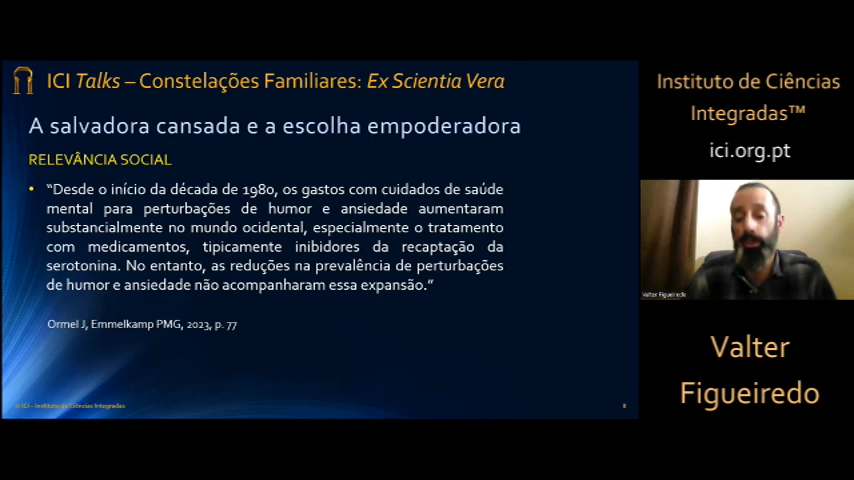 ICI Talks – Constelações Familiares: Ex Scientia Vera
A salvadora cansada e a escolha empoderadora
RELEVÂNCIA SOCIAL
• “Desde o início da década de 1980, os gastos com cuidados de saúde
mental para perturbações de humor e ansiedade aumentaram
substancialmente no mundo ocidental, especialmente o tratamento
com medicamentos, tipicamente inibidores da recaptação da
serotonina. No entanto, as reduções na prevalência de perturbações
de humor e ansiedade não acompanharam essa expansão.”
Ormel J, Emmelkamp PMG, 2023, p. 77
© ICI – Instituto de Ciências Integradas
8
Instituto de Ciências
Integradas™
ici.org.pt
Valter Figueiredo
Valter
Figueiredo